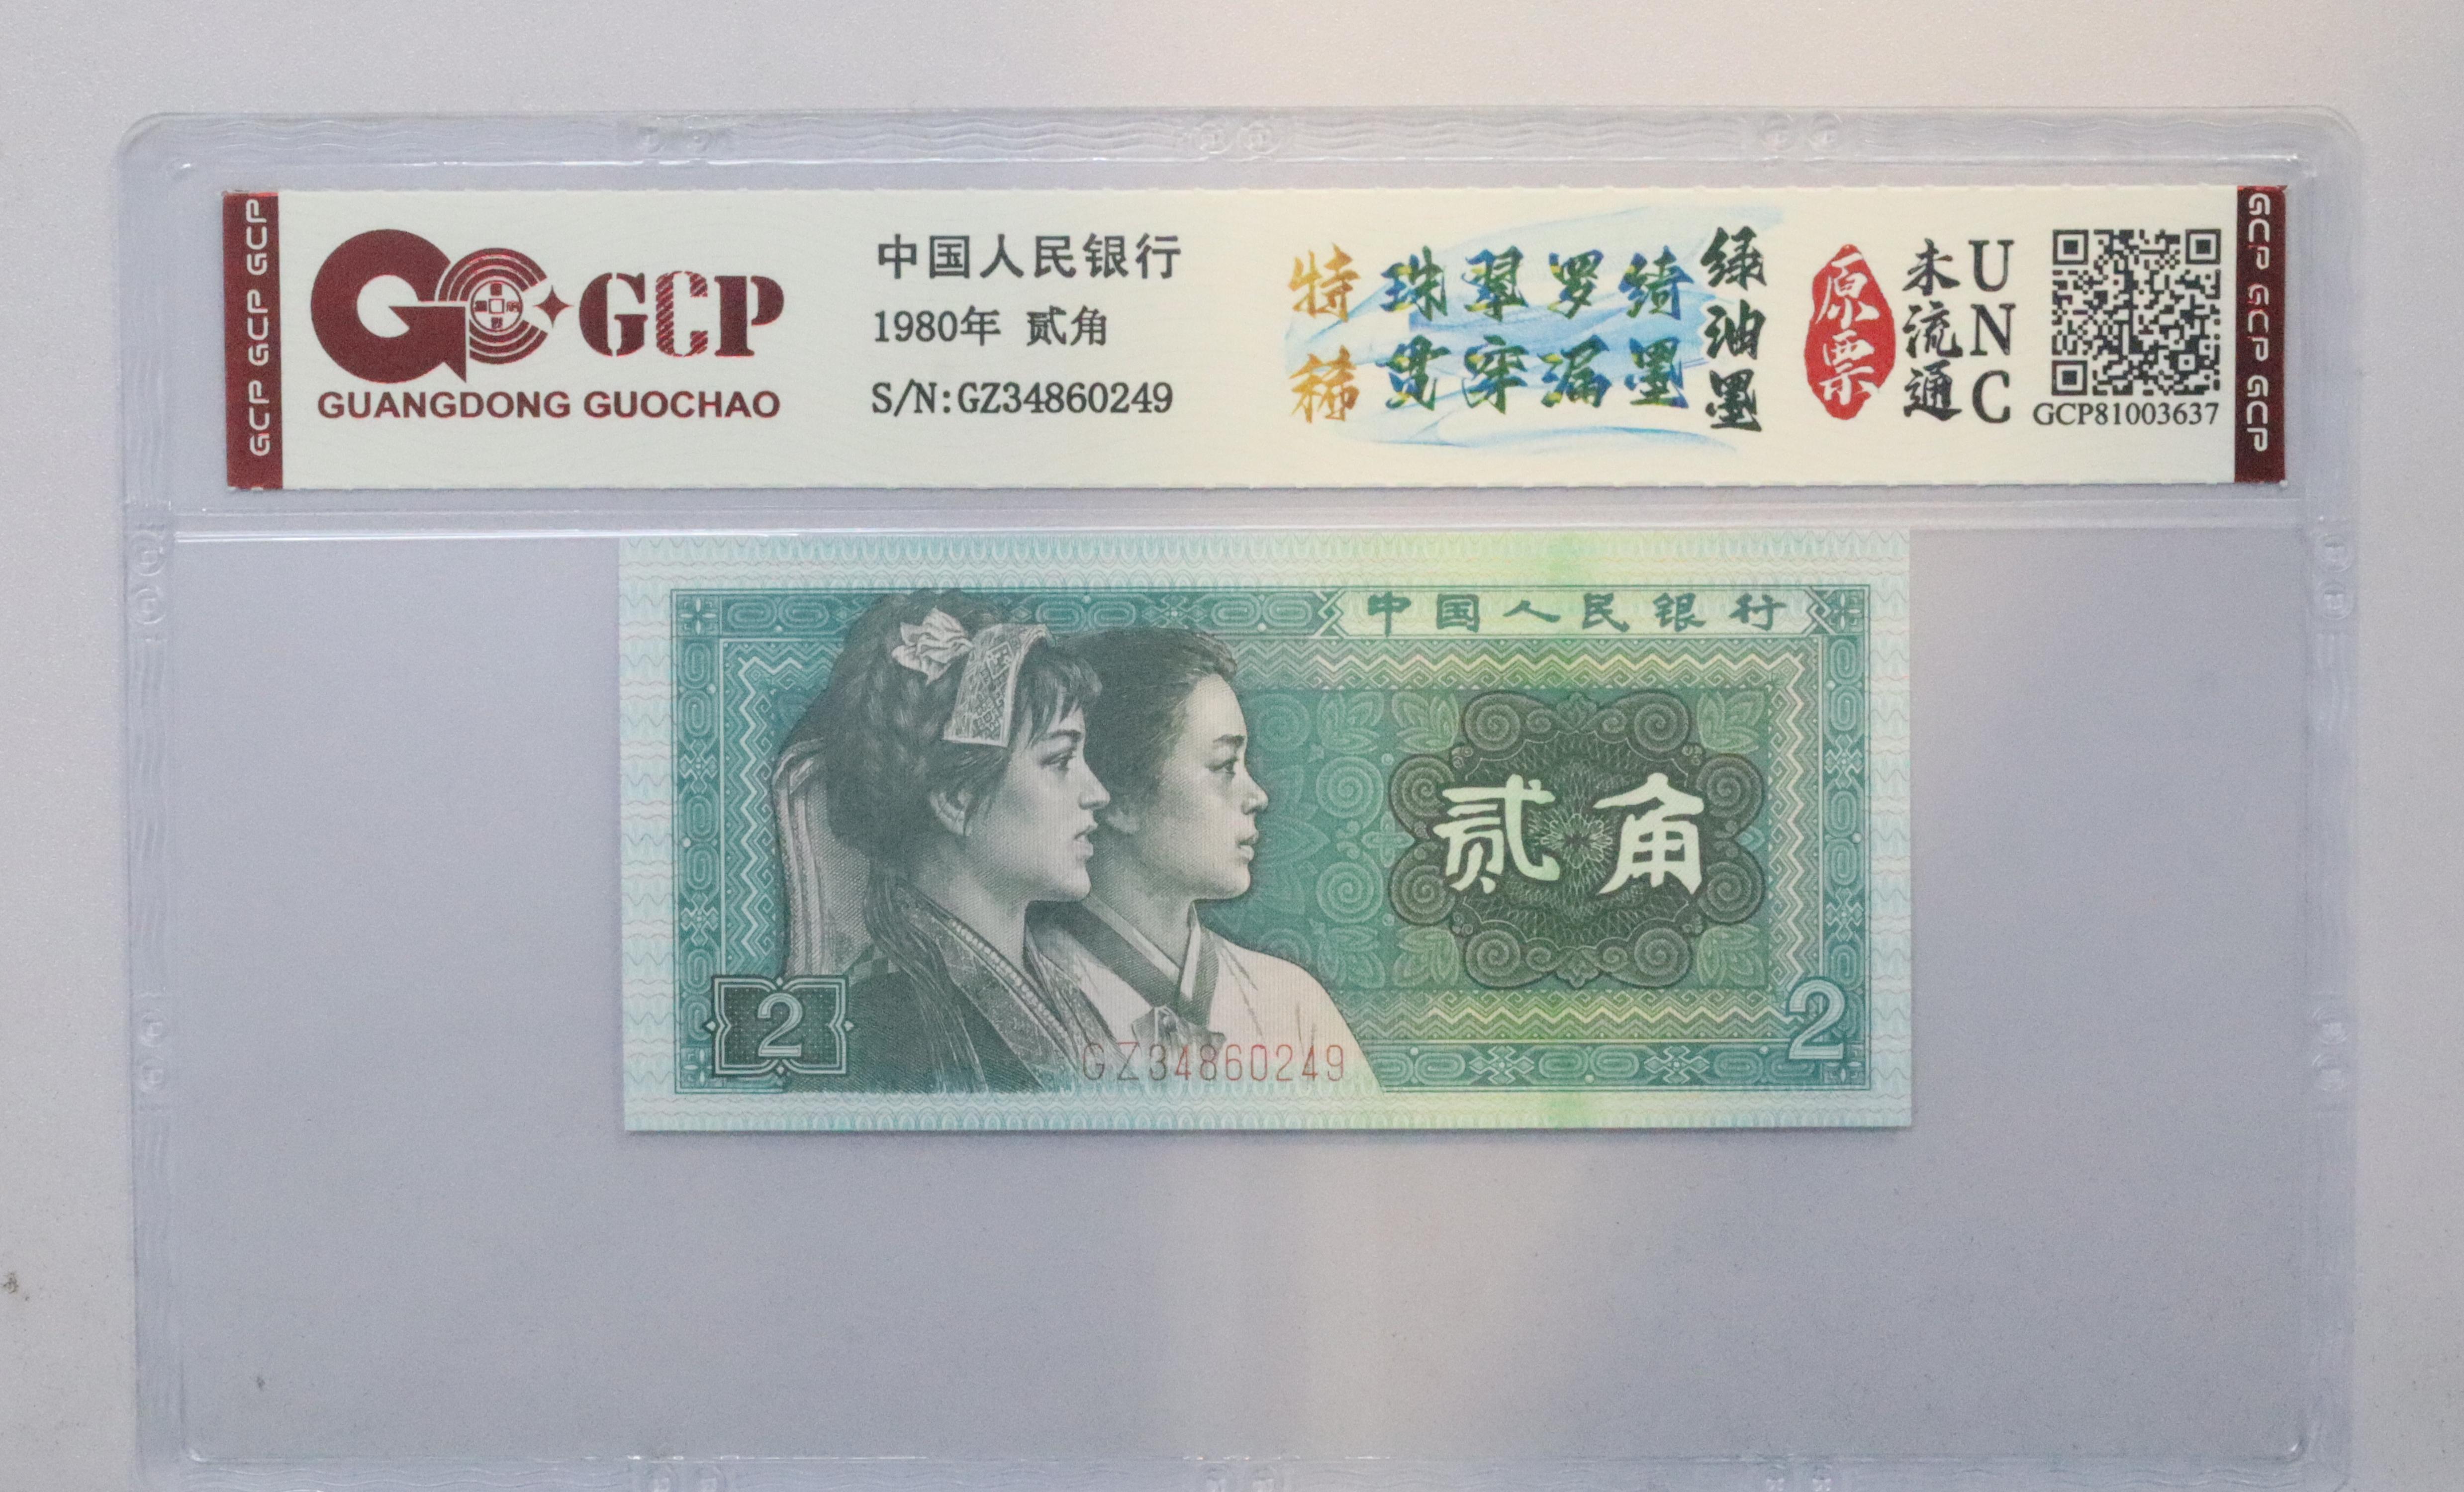 GCP GCP GCP
GCP
GUANGDONG GUOCHAO
中国人民银行
1980年 贰角
S/N:GZ34860249
特稀
珠翠罗绮
贯穿漏墨
绿油墨
原票
未流通
UNC
GCP81003637
GCP GCP GCP
中国人民银行
贰角
2
2
GZ34860249